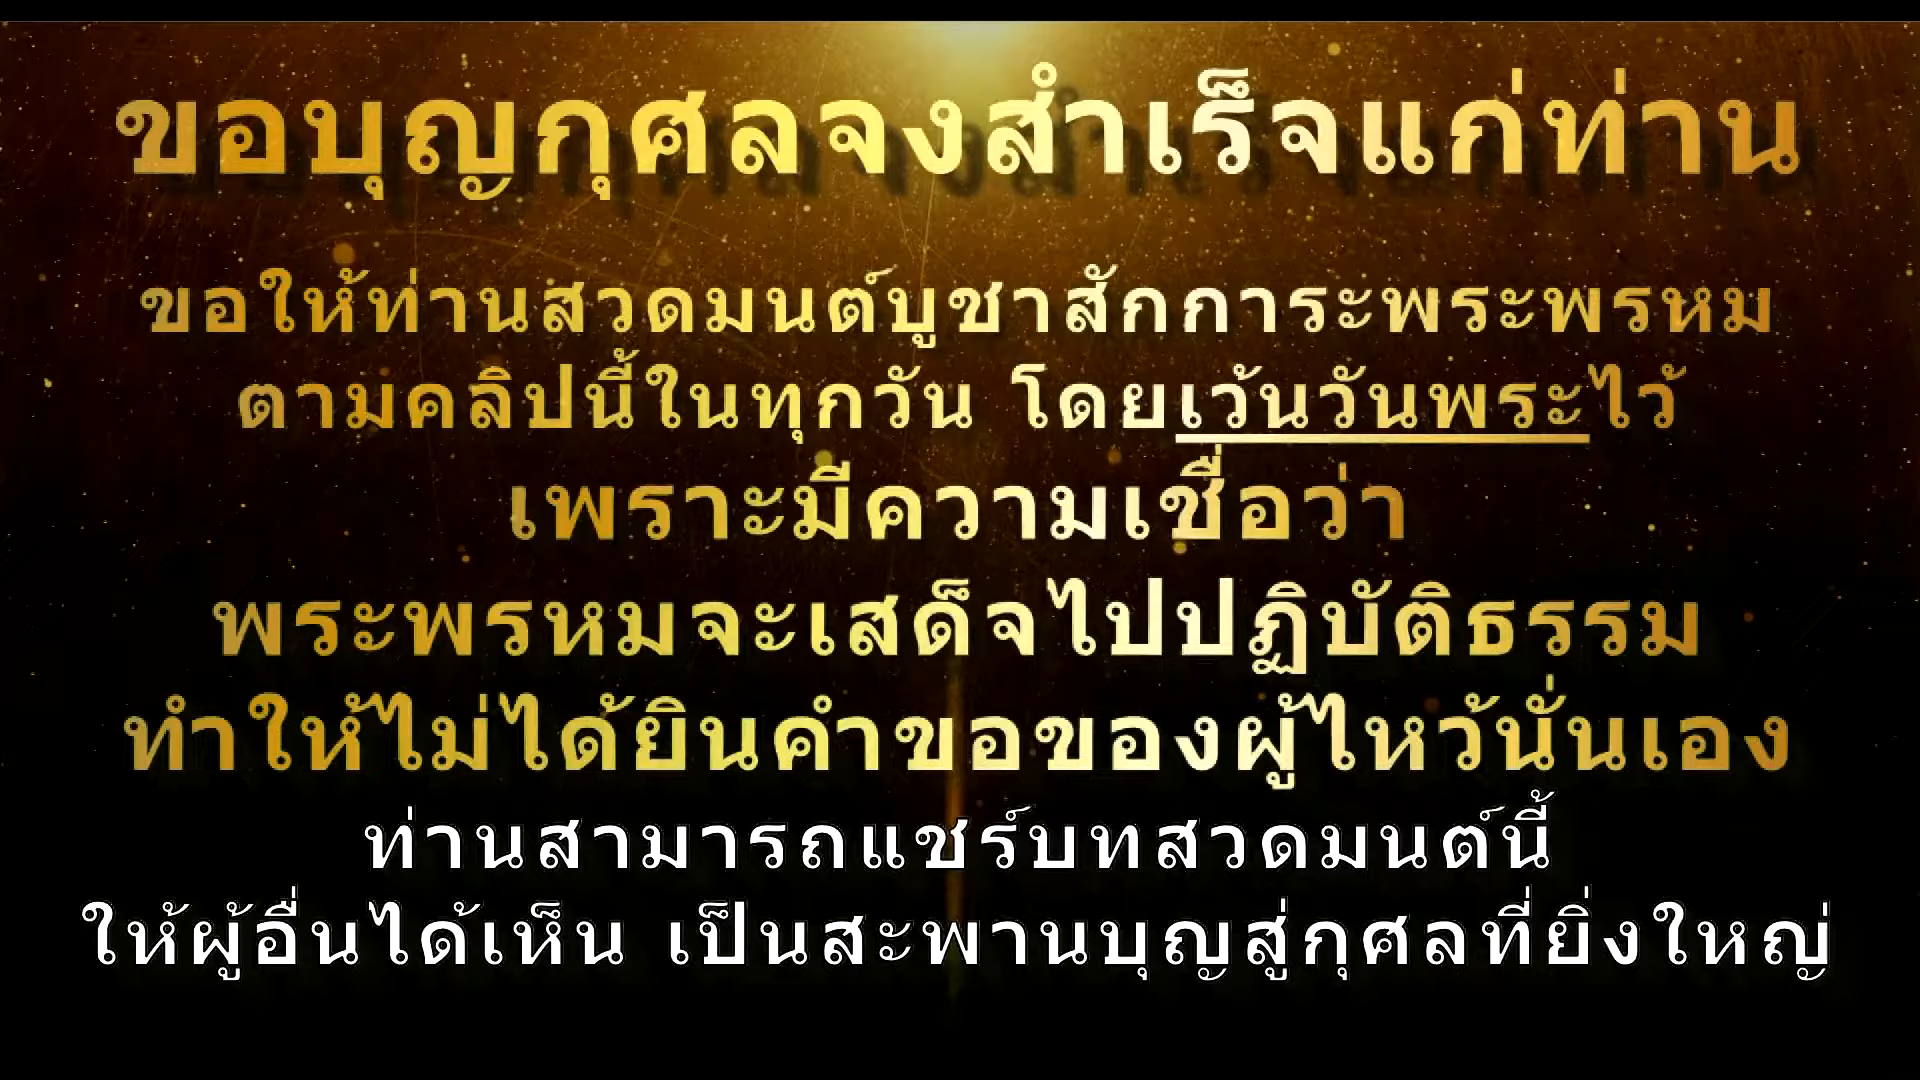 ขอบุญกุศลจงสำเร็จแก่ท่าน
ขอให้ท่านสวดมนต์บูชาสักการะพระพรหม
ตามคลิปนี้ในทุกวัน โดยเว้นวันพระไว้
เพราะมีความเชื่อว่า
พระพรหมจะเสด็จไปปฏิบัติธรรม
ทำให้ไม่ได้ยินคำขอของผู้ไหว้นั่นเอง
ท่านสามารถแชร์บทสวดมนต์นี้
ให้ผู้อื่นได้เห็น เป็นสะพานบุญสู่กุศลที่ยิ่งใหญ่